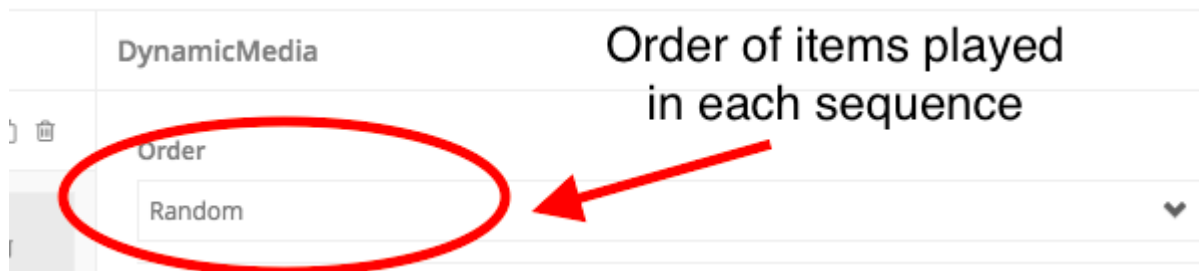 DynamicMedia
Order of items played
in each sequence
Order
Random